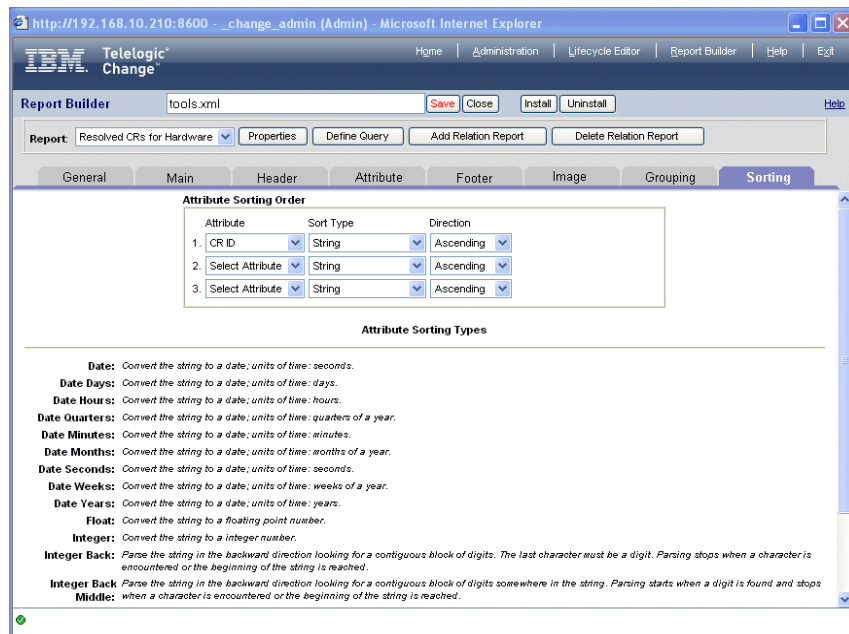 http://192.168.10.210:8600 - _change_admin (Admin) - Microsoft Internet Explorer
IBM. Telelogic® Change™
Home | Administration | Lifecycle Editor | Report Builder | Help | Exit
Report Builder tools.xml Save Close Install Uninstall Help
Report: Resolved CRs for Hardware Properties Define Query Add Relation Report Delete Relation Report
General Main Header Attribute Footer Image Grouping Sorting
Attribute Sorting Order
Attribute Sort Type Direction
1. CR ID String Ascending
2. Select Attribute String Ascending
3. Select Attribute String Ascending
Attribute Sorting Types
Date: Convert the string to a date; units of time: seconds.
Date Days: Convert the string to a date; units of time: days.
Date Hours: Convert the string to a date; units of time: hours.
Date Quarters: Convert the string to a date; units of time: quarters of a year.
Date Minutes: Convert the string to a date; units of time: minutes.
Date Months: Convert the string to a date; units of time: months of a year.
Date Seconds: Convert the string to a date; units of time: seconds.
Date Weeks: Convert the string to a date; units of time: weeks of a year.
Date Years: Convert the string to a date; units of time: years.
Float: Convert the string to a floating point number.
Integer: Convert the string to a integer number.
Integer Back: Parse the string in the backward direction looking for a contiguous block of digits. The last character must be a digit. Parsing stops when a character is
encountered or the beginning of the string is reached.
Integer Back Parse the string in the backward direction looking for a contiguous block of digits somewhere in the string. Parsing starts when a digit is found and stops
Middle: when a character is encountered or the beginning of the string is reached.